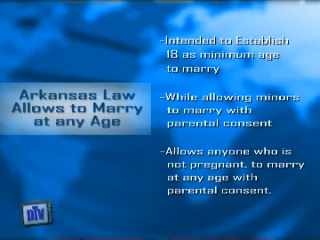 Arkansas Law
Allows to Marry
at any Age
-Intended to Establish
18 as minimum age
to marry
-While allowing minors
to marry with
parental consent
-Allows anyone who is
not pregnant, to marry
at any age with
parental consent.
DTV